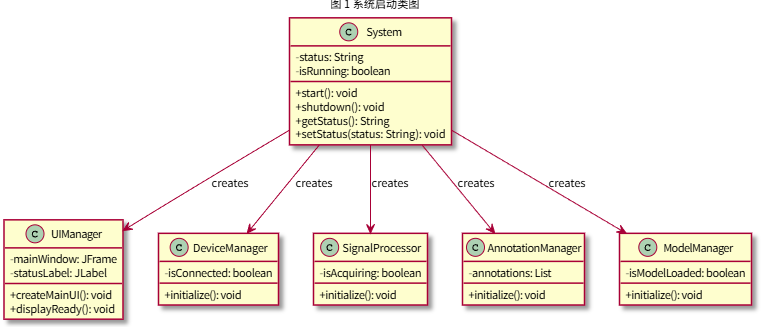 图 1 系统启动类图
C System
-status: String
-isRunning: boolean
+start(): void
+shutdown(): void
+getStatus(): String
+setStatus(status: String): void
creates
creates
creates
creates
creates
C UIManager
-mainWindow: JFrame
-statusLabel: JLabel
+createMainUI(): void
+displayReady(): void
C DeviceManager
-isConnected: boolean
+initialize(): void
C SignalProcessor
-isAcquiring: boolean
+initialize(): void
C AnnotationManager
-annotations: List
+initialize(): void
C ModelManager
-isModelLoaded: boolean
+initialize(): void